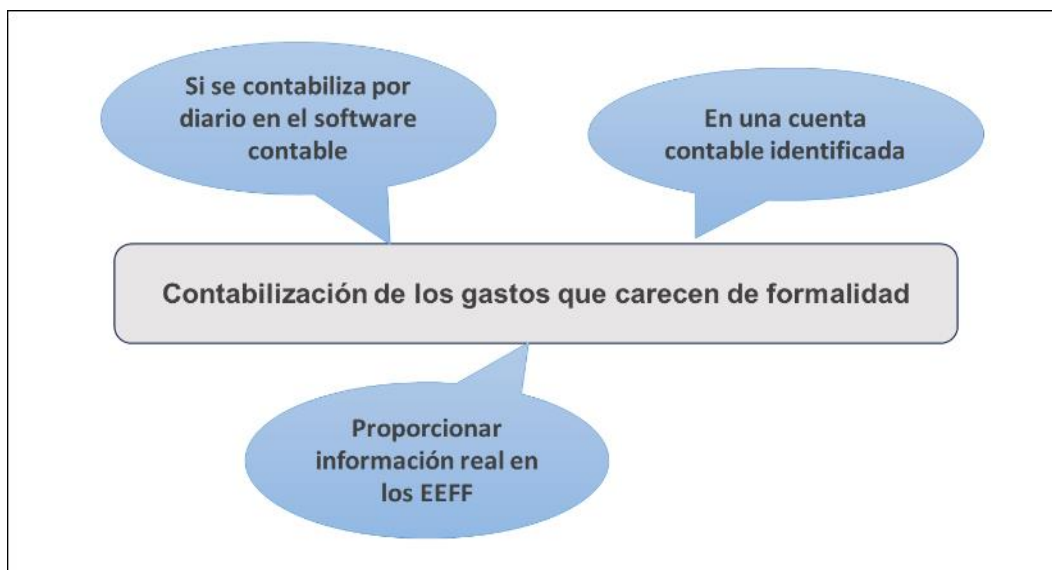 Si se contabiliza por
diario en el software
contable
En una cuenta
contable identificada
Contabilización de los gastos que carecen de formalidad
Proporcionar
información real en
los EEFF